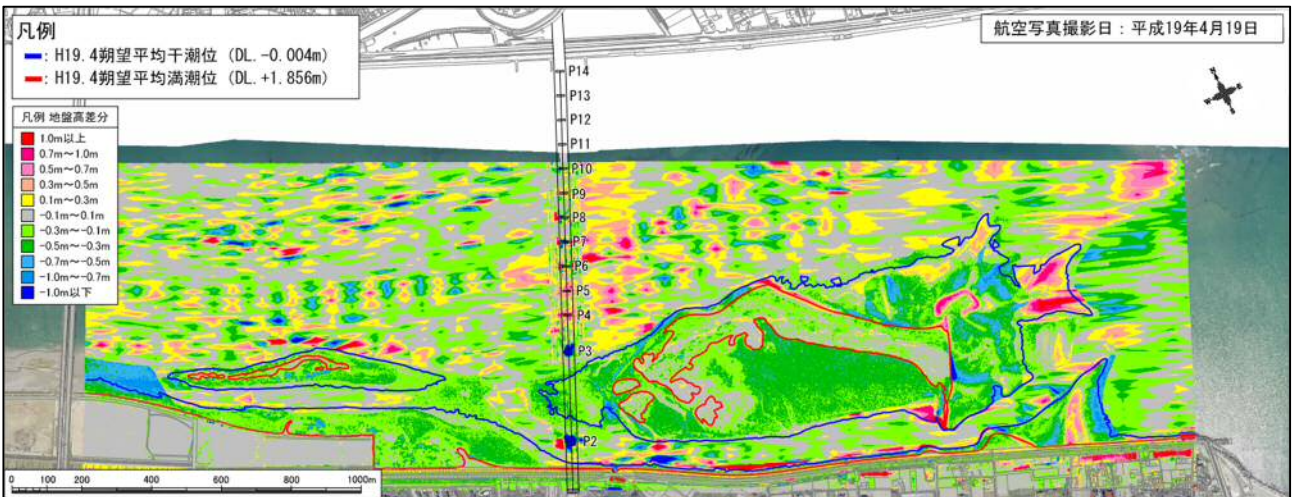 凡例
: H19.4朔望平均干潮位 (DL.-0.004m)
: H19.4朔望平均満潮位 (DL.+1.856m)
航空写真撮影日:平成19年4月19日
凡例 地盤高差分
1.0m以上
0.7m~1.0m
0.5m~0.7m
0.3m~0.5m
0.1m~0.3m
-0.1m~0.1m
-0.3m~-0.1m
-0.5m~-0.3m
-0.7m~-0.5m
-1.0m~-0.7m
-1.0m以下
P14
P13
P12
P11
P10
P9
P8
P7
P6
P5
P4
P3
P2
0 100 200 400 600 800 1000m